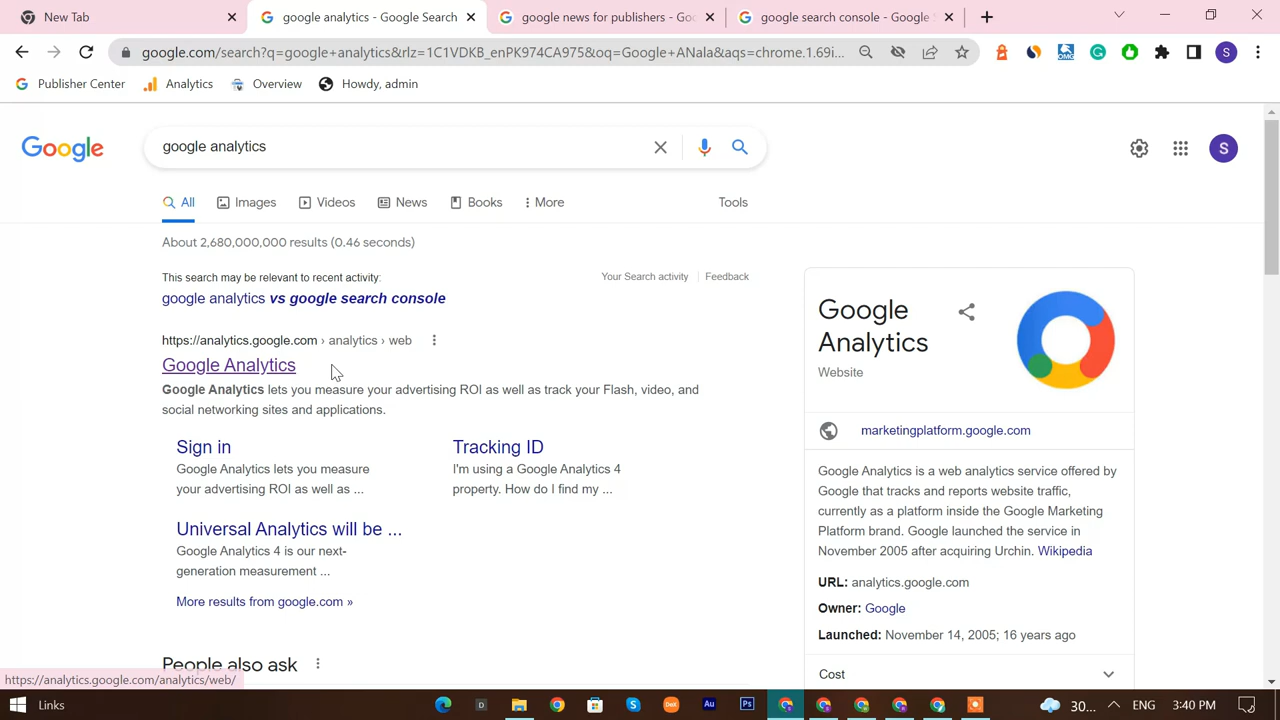 New Tab
google analytics - Google Search
google news for publishers - Goo
google search console - Google S
google.com/search?q=google+analytics&rlz=1C1VDKB_enPK974CA975&oq=Google+ANala&aqs=chrome.1.69i...
S
Publisher Center
Analytics
Overview
Howdy, admin
Google
google analytics
S
All
Images
Videos
News
Books
More
Tools
About 2,680,000,000 results (0.46 seconds)
This search may be relevant to recent activity:
Your Search activity
Feedback
google analytics vs google search console
https://analytics.google.com › analytics › web
Google Analytics
Google Analytics lets you measure your advertising ROI as well as track your Flash, video, and
social networking sites and applications.
Sign in
Google Analytics lets you measure
your advertising ROI as well as ...
Tracking ID
I'm using a Google Analytics 4
property. How do I find my ...
Universal Analytics will be ...
Google Analytics 4 is our next-
generation measurement ...
More results from google.com »
People also ask
Google
Analytics
Website
marketingplatform.google.com
Google Analytics is a web analytics service offered by
Google that tracks and reports website traffic,
currently as a platform inside the Google Marketing
Platform brand. Google launched the service in
November 2005 after acquiring Urchin. Wikipedia
URL: analytics.google.com
Owner: Google
Launched: November 14, 2005; 16 years ago
Cost
https://analytics.google.com/analytics/web/
Links
30...
ENG
3:40 PM